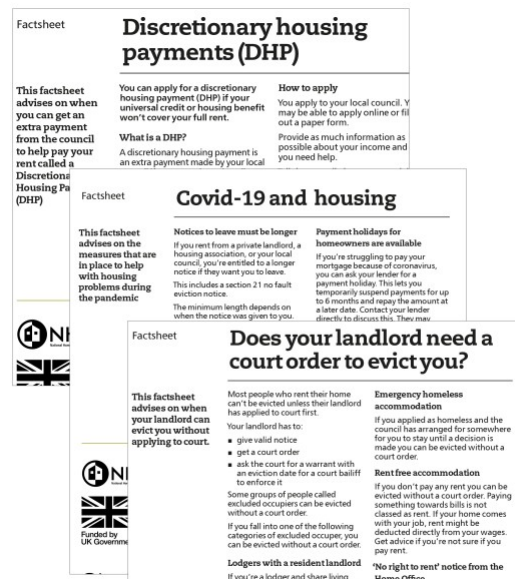 Factsheet
Discretionary housing
payments (DHP)
This factsheet
advises on when
you can get an
extra payment
from the council
to help pay your
rent called a
Discretiona
Housing Pa
(DHP)
You can apply for a discretionary
housing payment (DHP) if your
universal credit or housing benefit
won't cover your full rent.
What is a DHP?
A discretionary housing payment is
an extra payment made by your local
How to apply
You apply to your local council. Y
may be able to apply online or fil
out a paper form.
Provide as much information as
possible about your income and
you need help.
Factsheet
Covid-19 and housing
This factsheet
advises on the
measures that are
in place to help
with housing
problems during
the pandemic
Notices to leave must be longer
If you rent from a private landlord, a
housing association, or your local
council, you're entitled to a longer
notice if they want you to leave.
This includes a section 21 no fault
eviction notice.
The minimum length depends on
when the notice was given to you.
Payment holidays for
homeowners are available
If you're struggling to pay your
mortgage because of coronavirus,
you can ask your lender for a
payment holiday. This lets you
temporarily suspend payments for up
to 6 months and repay the amount at
a later date. Contact your lender
directly to discuss this. They may
NH
Factsheet
Does your landlord need a
court order to evict you?
This factsheet
advises on when
your landlord can
evict you without
applying to court.
Most people who rent their home
can't be evicted unless their landlord
has applied to court first.
Your landlord has to:
■ give valid notice
■ get a court order
■ ask the court for a warrant with
an eviction date for a court bailiff
to enforce it
Some groups of people called
excluded occupiers can be evicted
without a court order.
If you fall into one of the following
categories of excluded occuper, you
can be evicted without a court order.
Lodgers with a resident landlord
If you're a lodger and share living
Emergency homeless
accommodation
If you applied as homeless and the
council has arranged for somewhere
for you to stay until a decision is
made you can be evicted without a
court order.
Rent free accommodation
If you don't pay any rent you can be
evicted without a court order. Paying
something towards bills is not
classed as rent. If your home comes
with your job, rent might be
deducted directly from your wages.
Get advice if you're not sure if you
pay rent.
'No right to rent' notice from the
Home Office
NI
Funded by
UK Governme